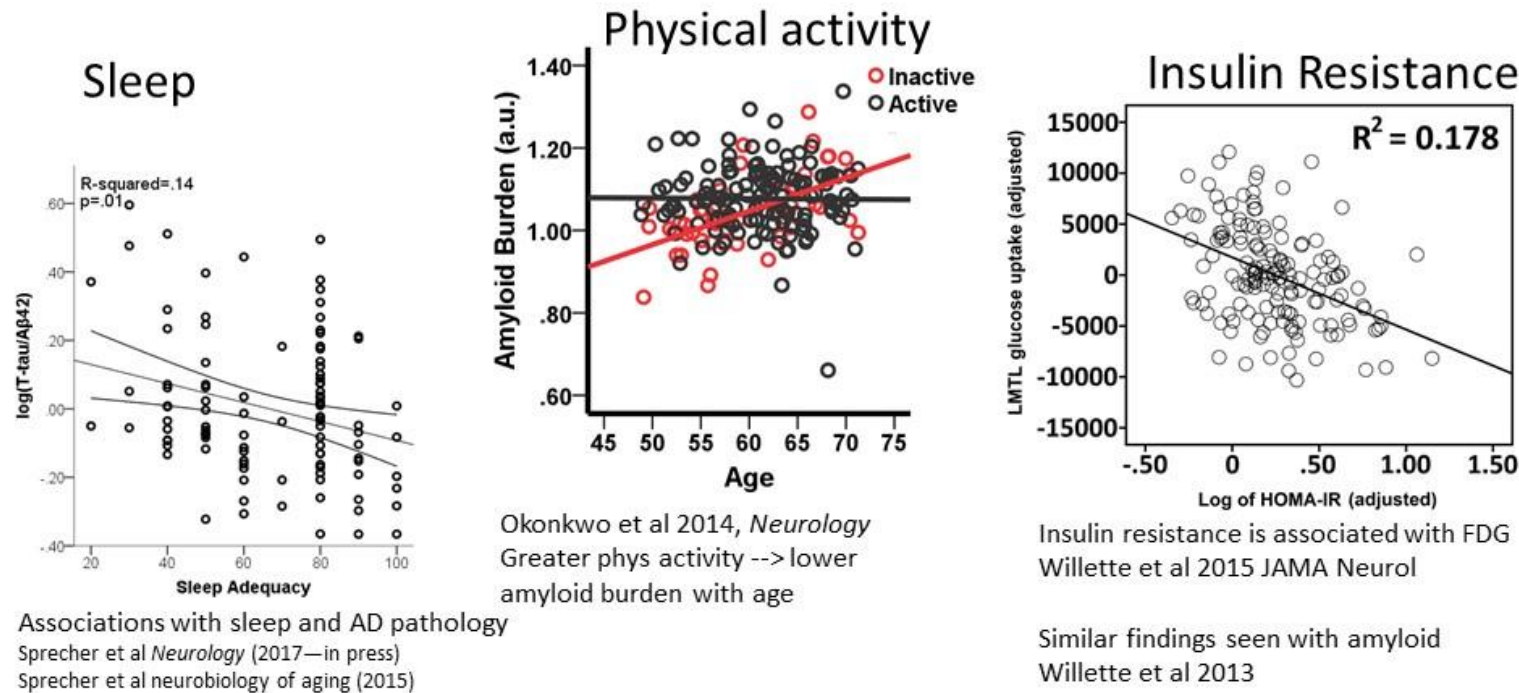 Sleep
R-squared=.14
p=.01
.60
.40
.20
.00
-.20
-.40
20 40 60 80 100
log(T-tau/Aβ42)
Sleep Adequacy
Associations with sleep and AD pathology
Sprecher et al Neurology (2017—in press)
Sprecher et al neurobiology of aging (2015)
Physical activity
Inactive
Active
1.40
1.20
1.00
.80
.60
45 50 55 60 65 70 75
Amyloid Burden (a.u.)
Age
Okonkwo et al 2014, Neurology
Greater phys activity --> lower
amyloid burden with age
Insulin Resistance
R² = 0.178
15000
10000
5000
0
-5000
-10000
-15000
-.50 0 .50 1.00 1.50
LMTL glucose uptake (adjusted)
Log of HOMA-IR (adjusted)
Insulin resistance is associated with FDG
Willette et al 2015 JAMA Neurol
Similar findings seen with amyloid
Willette et al 2013